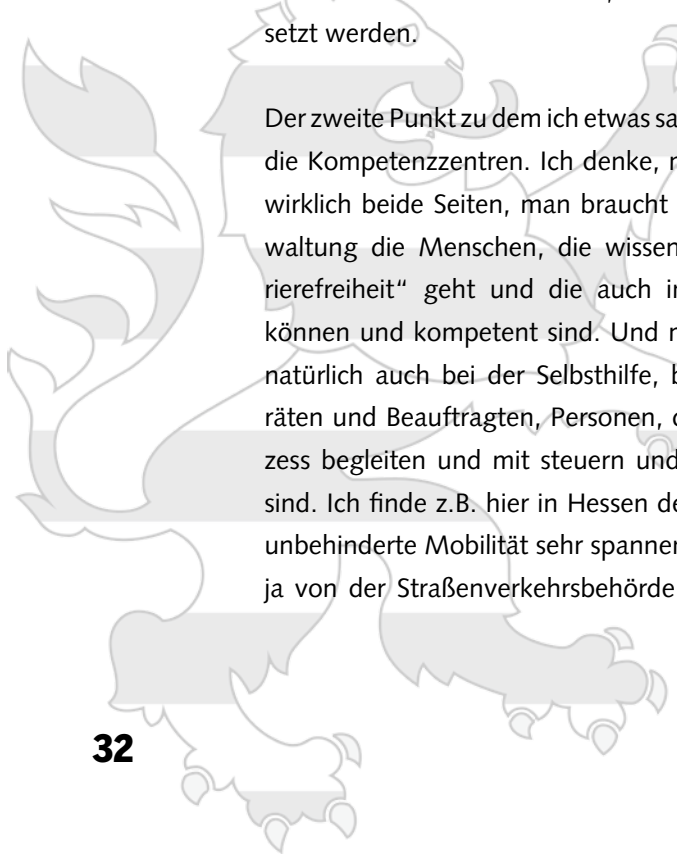 setzt werden.
Der zweite Punkt zu dem ich etwas sa
die Kompetenzzentren. Ich denke,
wirklich beide Seiten, man braucht
waltung die Menschen, die wissen
rierefreiheit“ geht und die auch
können und kompetent sind. Und
natürlich auch bei der Selbsthilfe,
räten und Beauftragten, Personen,
zess begleiten und mit steuern und
sind. Ich finde z.B. hier in Hessen
unbehinderte Mobilität sehr
ja von der Straßenverkehrsbehörde
32